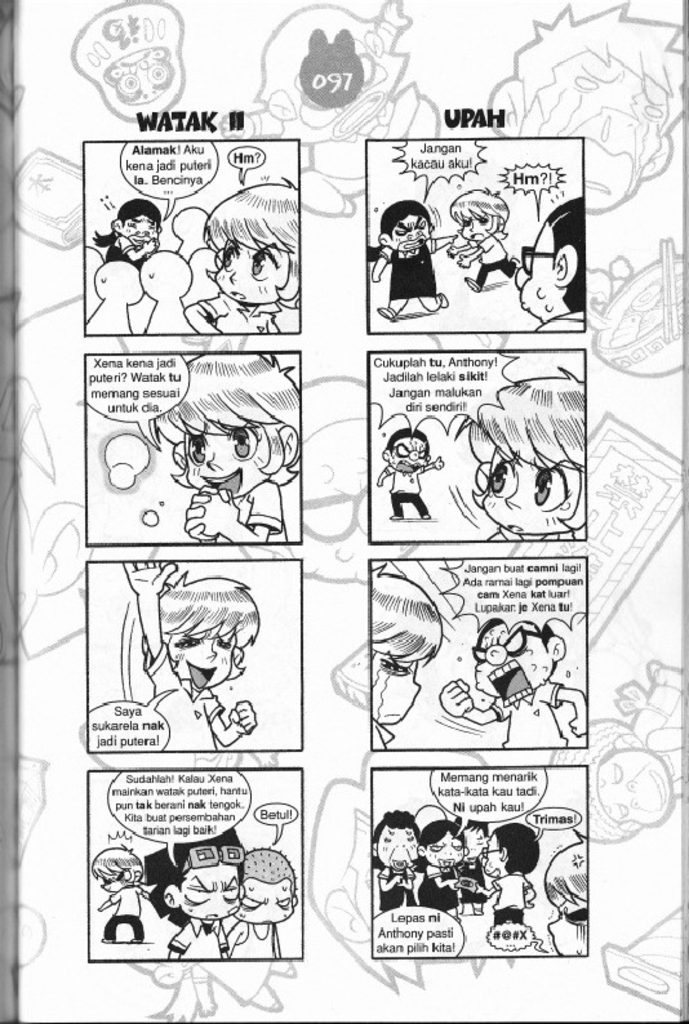 097
WATAK II
Alamak! Aku
kena jadi puteri
la. Bencinya
Hm?
Xena kena jadi
puteri? Watak tu
memang sesuai
untuk dia.
Saya
sukarela nak
jadi putera!
Sudahlah! Kalau Xena
mainkan watak puteri, hantu
pun tak berani nak tengok.
Kita buat persembahan
tarian lagi baik!
Betul!
UPAH
Jangan
kacau aku!
Hm?!
Cukuplah tu, Anthony!
Jadilah lelaki sikit!
Jangan malukan
diri sendiri!
Jangan buat camni lagi!
Ada ramai lagi pompuan
cam Xena kat luar!
Lupakan je Xena tu!
Memang menarik
kata-ikata kau tadi.
Ni upah kau!
Trimas!
Lepas ni
Anthony pasti
akan pilih kita!
#@#X